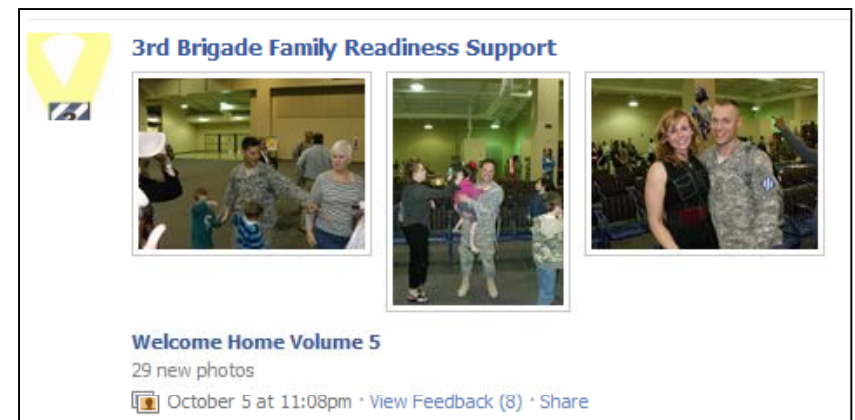 3rd Brigade Family Readiness Support
Welcome Home Volume 5
29 new photos
October 5 at 11:08pm · View Feedback (8) · Share